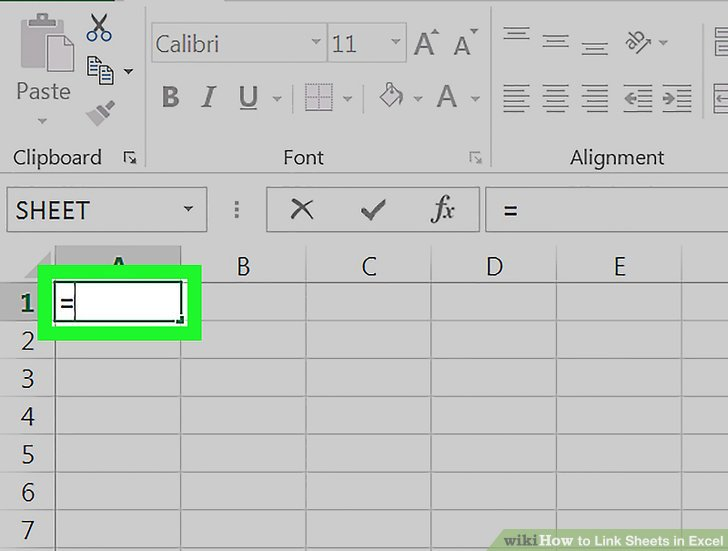 Calibri 11 A A
Paste B I U A
Clipboard Font Alignment
SHEET fx =
A B C D E
1 =
2
3
4
5
6
7
wikiHow to Link Sheets in Excel